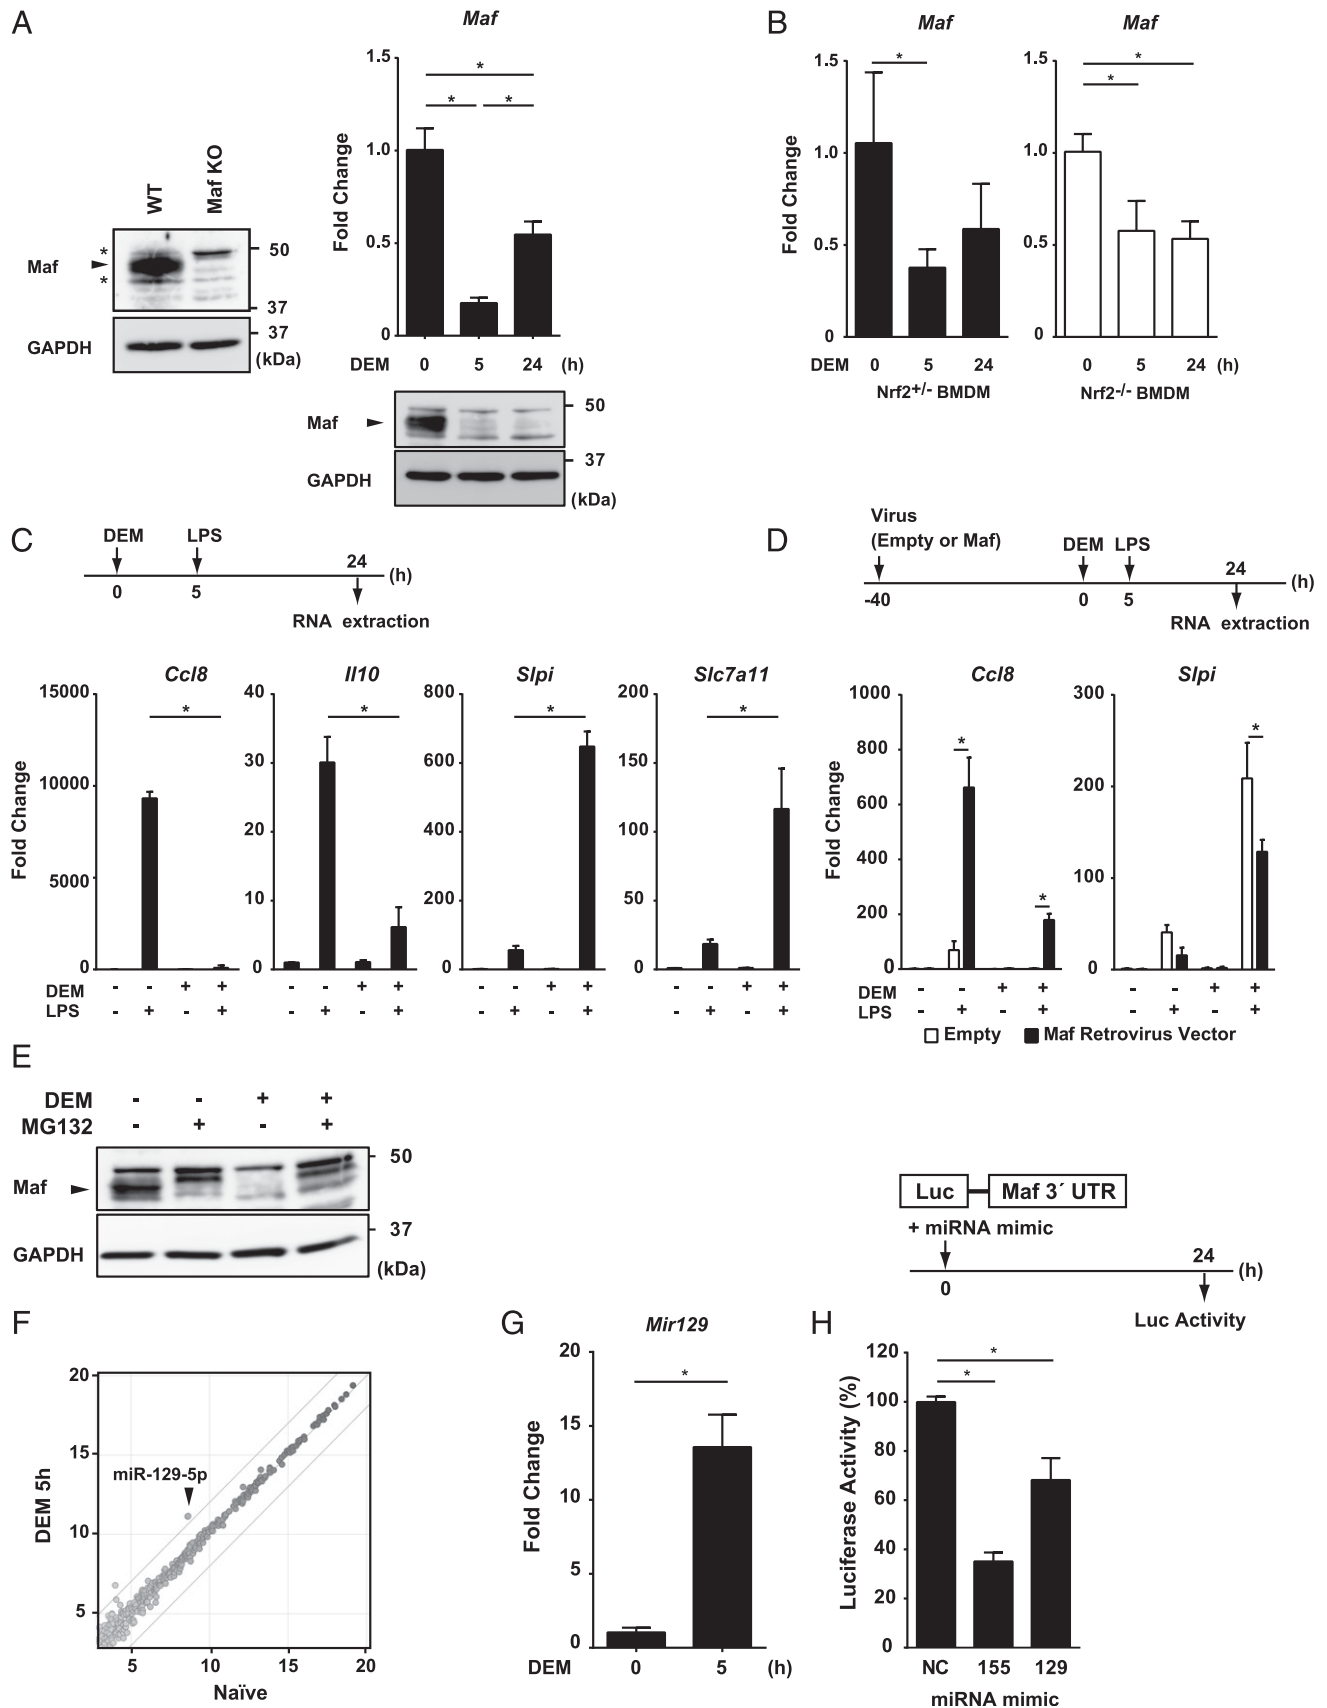 A
Maf
1.5
1.0
0.5
0
Fold Change
*
* *
DEM 0 5 24 (h)
WT
Maf KO
Maf
*
*
50
37
GAPDH
37
(kDa)
Maf
50
GAPDH
37
(kDa)
B
Maf
Maf
Fold Change
1.5
1.0
0.5
0
*
1.5
1.0
0.5
0
*
*
DEM 0 5 24
0 5 24 (h)
Nrf2+/- BMDM
Nrf2-/- BMDM
C
DEM LPS
24
(h)
0 5
RNA extraction
Fold Change
Ccl8
15000
10000
5000
0
*
Il10
40
30
20
10
0
*
Slpi
800
600
400
200
0
*
Slc7a11
200
150
100
50
0
*
DEM - - + + - - + + - - + + - - + +
LPS - + - + - + - + - + - + - + - +
D
Virus
(Empty or Maf)
DEM LPS
24
(h)
-40 0 5
RNA extraction
Fold Change
Ccl8
1000
800
600
400
200
0
*
*
Slpi
300
200
100
0
*
DEM - - + + - - + +
LPS - + - + - + - +
Empty Maf Retrovirus Vector
E
DEM - - + +
MG132 - + - +
Maf
50
GAPDH
37
(kDa)
F
DEM 5h
20
15
10
5
miR-129-5p
5 10 15 20
Naïve
G
Mir129
Fold Change
20
15
10
5
0
*
DEM 0 5 (h)
Luc Maf 3´ UTR
+ miRNA mimic
24
(h)
0
Luc Activity
H
Luciferase Activity (%)
120
100
80
60
40
20
0
*
*
NC 155 129
miRNA mimic